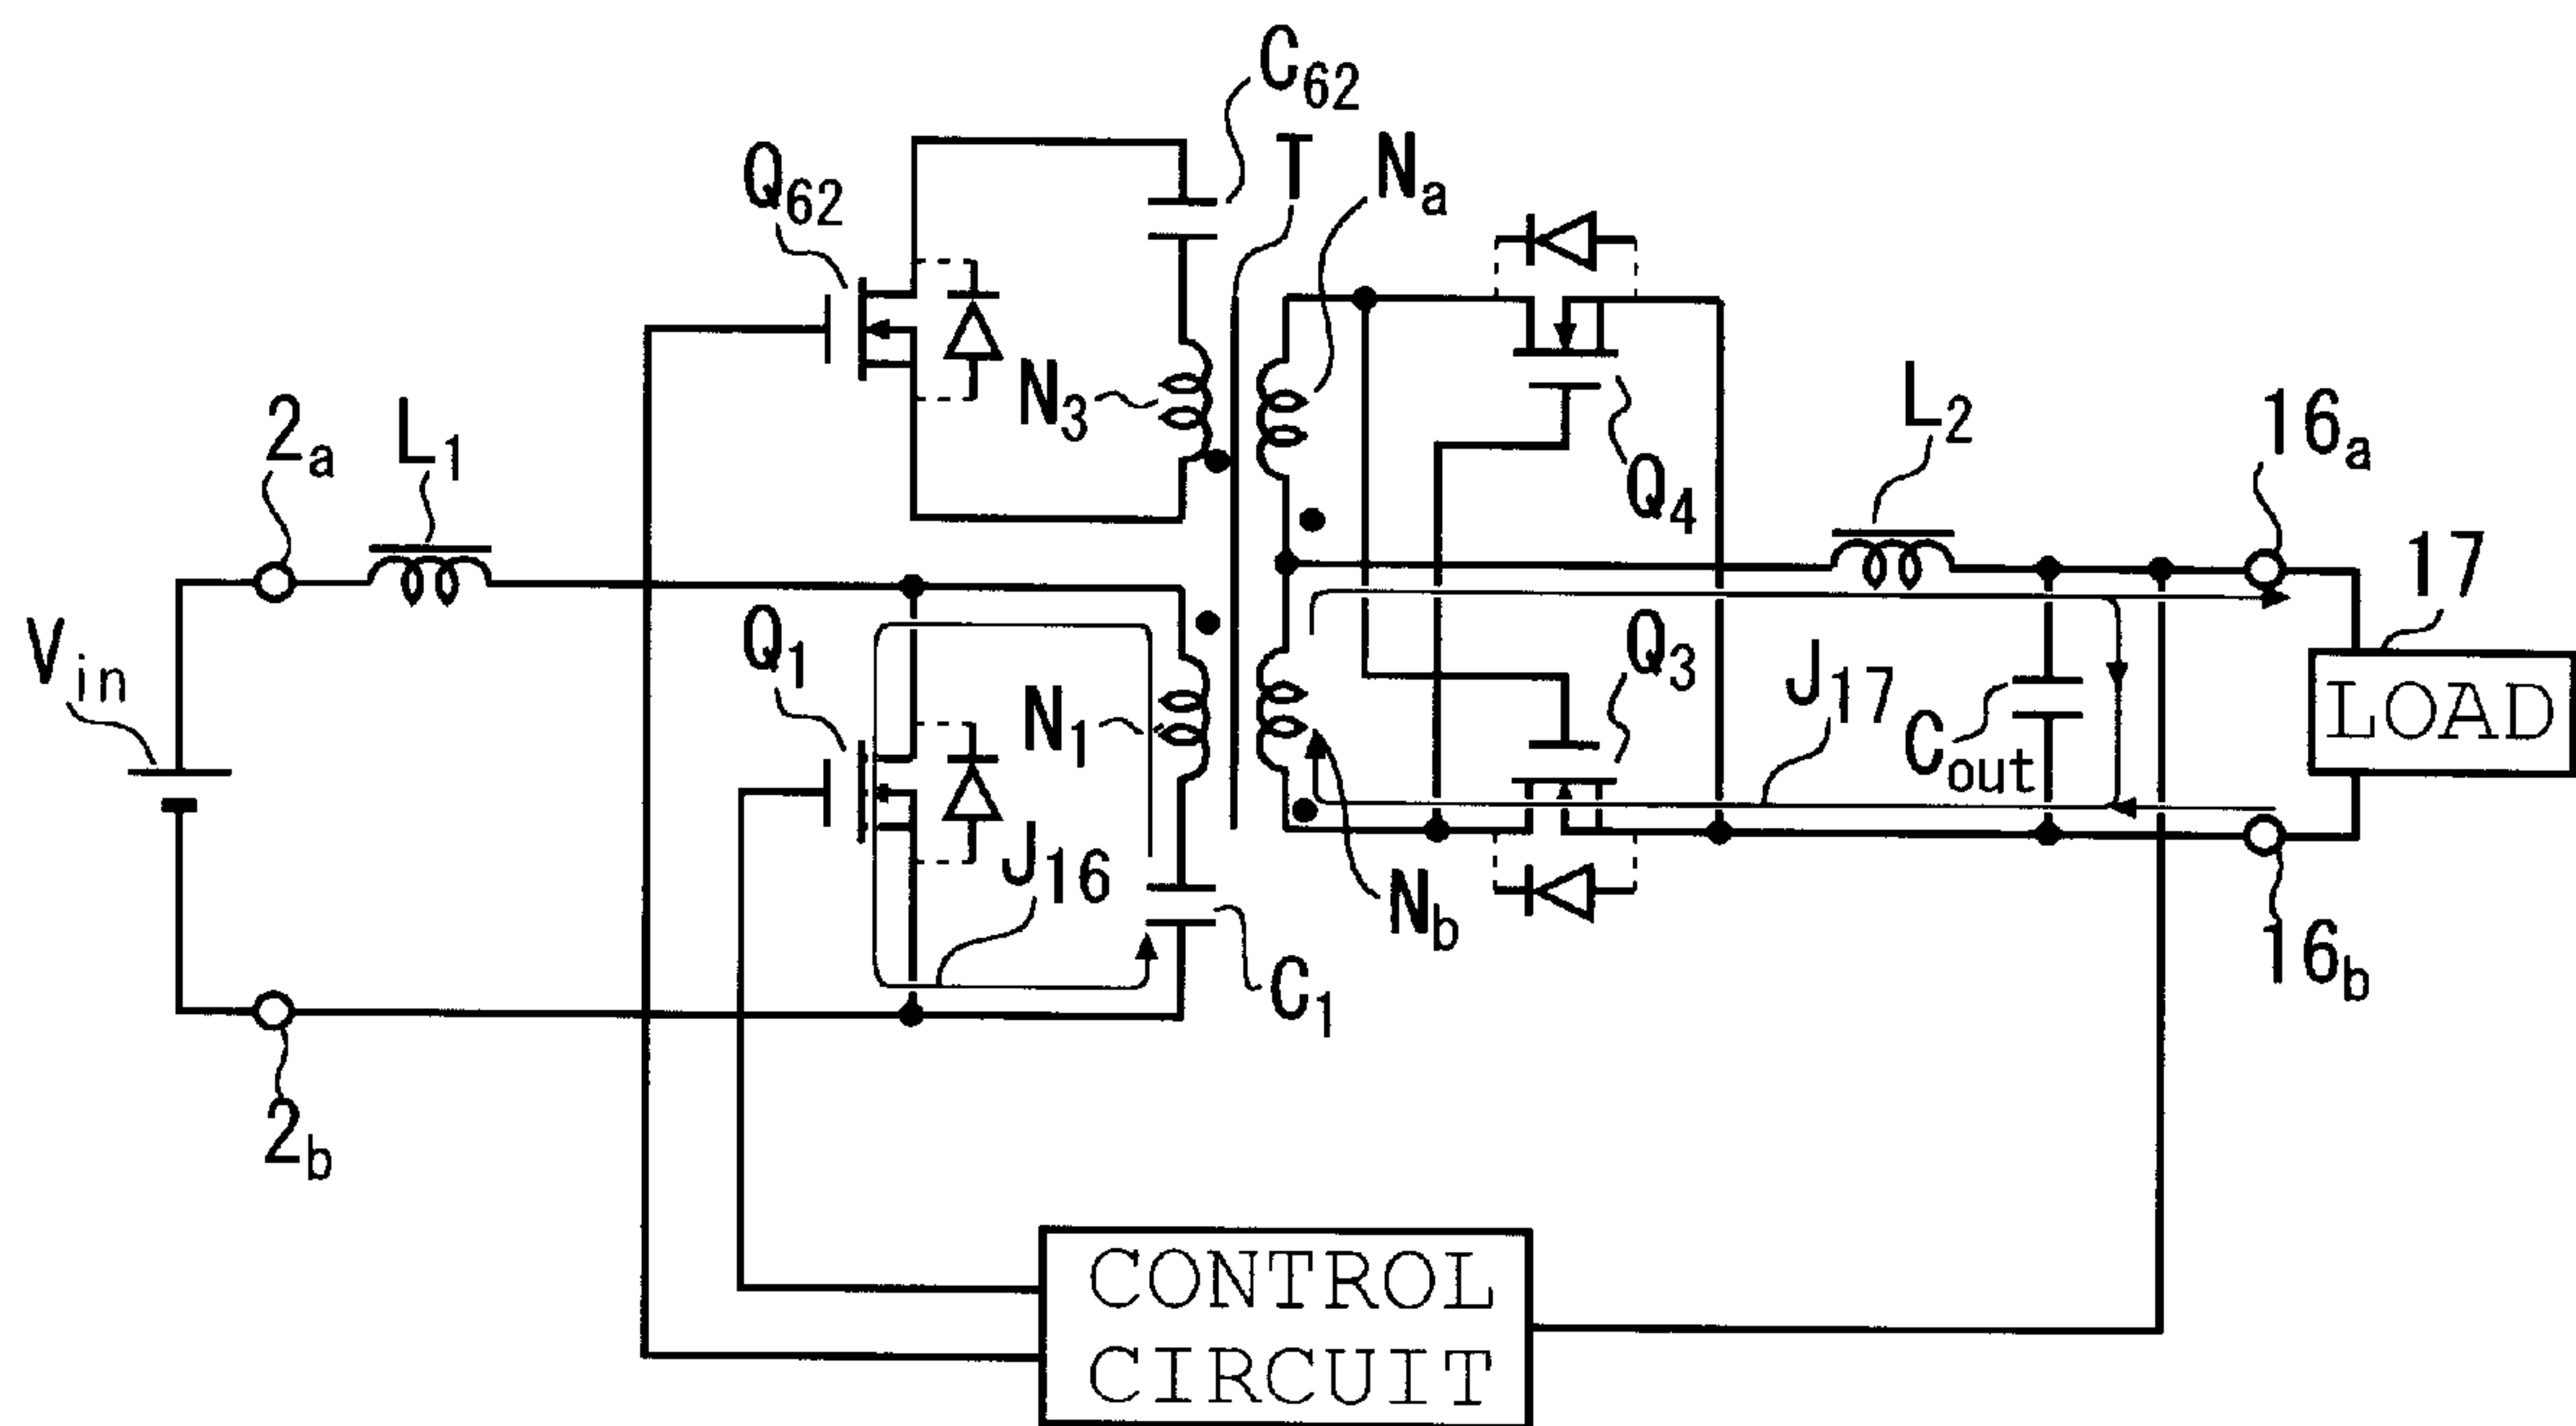 C62
T
Na
Q62
N3
2a
L1
Q4
L2
16a
17
Vin
Q1
N1
Q3
J17
Cout
LOAD
J16
Nb
C1
16b
2b
CONTROL
CIRCUIT